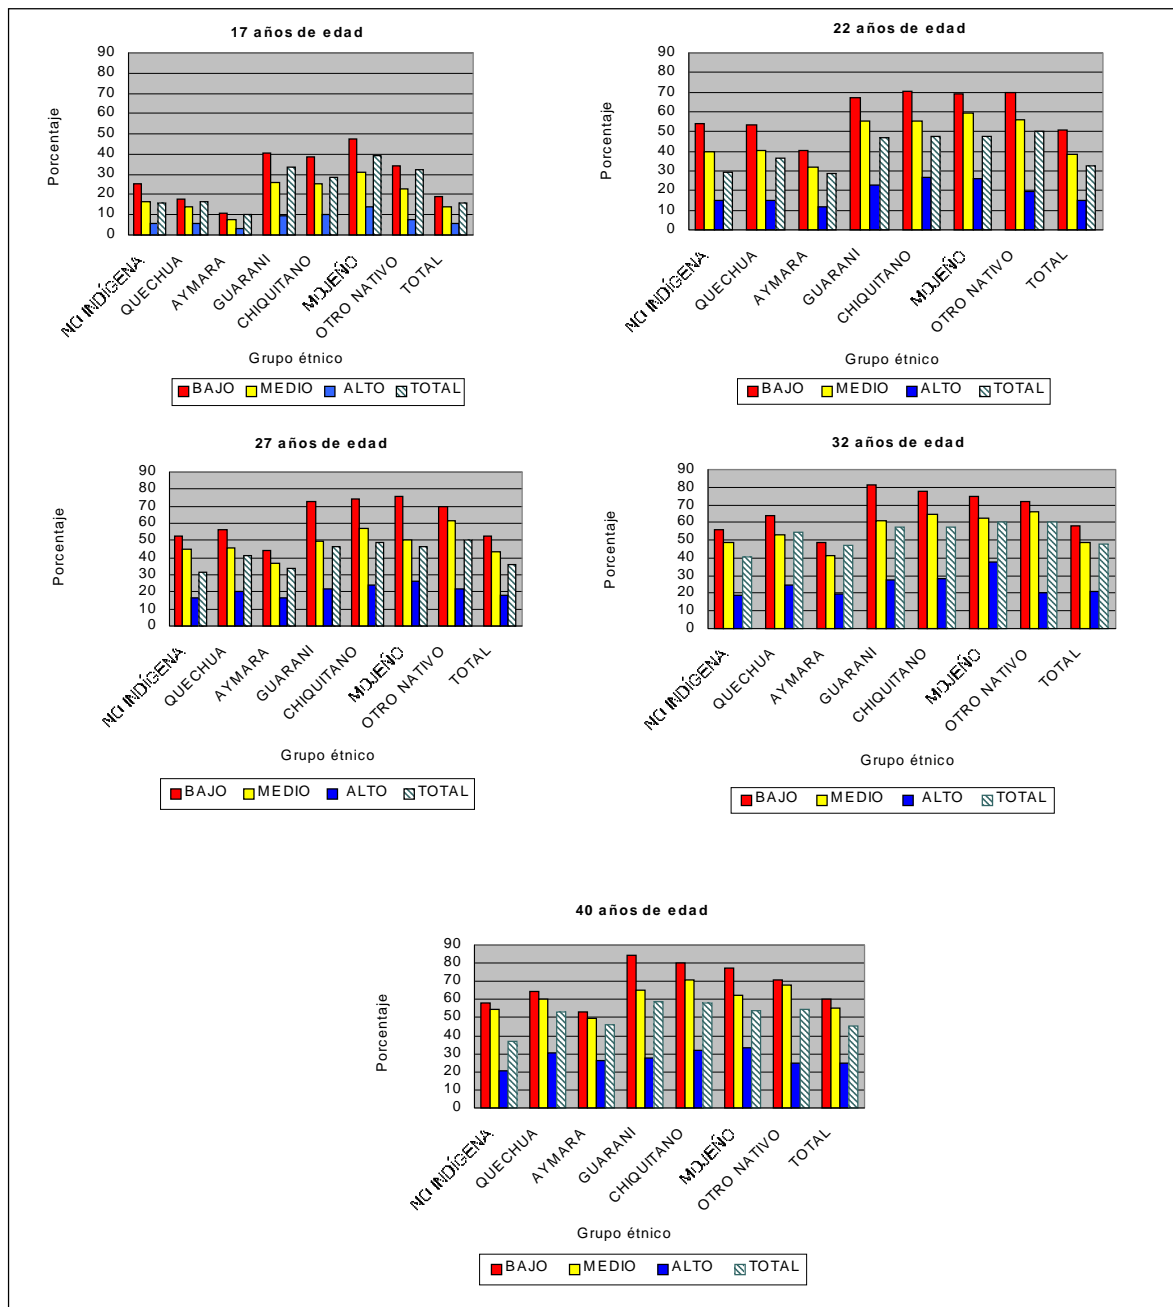 17 años de edad
90
80
70
60
50
40
30
20
10
0
Porcentaje
NO INDÍGENA
QUECHUA
AYMARA
GUARANI
CHIQUITANO
MOJEÑO
OTRO NATIVO
TOTAL
Grupo étnico
BAJO MEDIO ALTO TOTAL
22 años de edad
90
80
70
60
50
40
30
20
10
0
Porcentaje
NO INDÍGENA
QUECHUA
AYMARA
GUARANI
CHIQUITANO
MOJEÑO
OTRO NATIVO
TOTAL
Grupo étnico
BAJO MEDIO ALTO TOTAL
27 años de edad
90
80
70
60
50
40
30
20
10
0
Porcentaje
NO INDÍGENA
QUECHUA
AYMARA
GUARANI
CHIQUITANO
MOJEÑO
OTRO NATIVO
TOTAL
Grupo étnico
BAJO MEDIO ALTO TOTAL
32 años de edad
90
80
70
60
50
40
30
20
10
0
Porcentaje
NO INDÍGENA
QUECHUA
AYMARA
GUARANI
CHIQUITANO
MOJEÑO
OTRO NATIVO
TOTAL
Grupo étnico
BAJO MEDIO ALTO TOTAL
40 años de edad
90
80
70
60
50
40
30
20
10
0
Porcentaje
NO INDÍGENA
QUECHUA
AYMARA
GUARANI
CHIQUITANO
MOJEÑO
OTRO NATIVO
TOTAL
Grupo étnico
BAJO MEDIO ALTO TOTAL